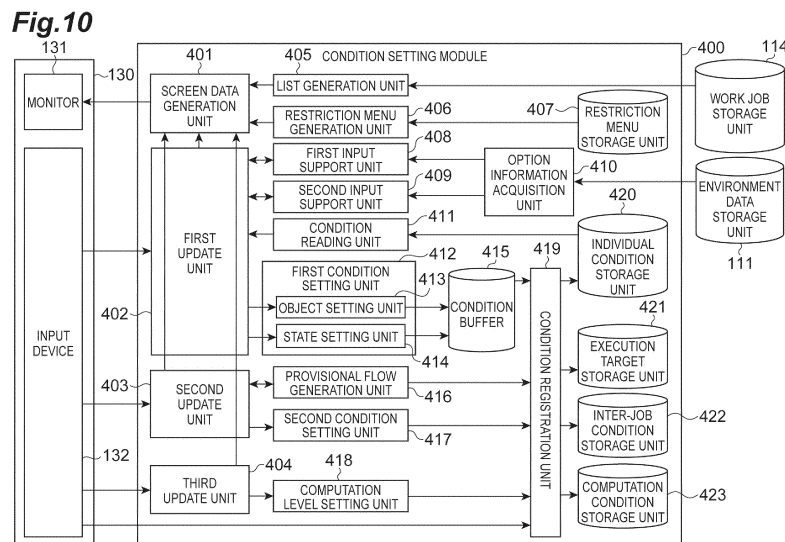 Fig.10
131
130
MONITOR
INPUT
DEVICE
132
CONDITION SETTING MODULE
400
401
SCREEN DATA
GENERATION
UNIT
405
LIST GENERATION UNIT
406
RESTRICTION MENU
GENERATION UNIT
407
RESTRICTION
MENU
STORAGE UNIT
114
WORK JOB
STORAGE
UNIT
408
FIRST INPUT
SUPPORT UNIT
409
SECOND INPUT
SUPPORT UNIT
410
OPTION
INFORMATION
ACQUISITION
UNIT
ENVIRONMENT
DATA
STORAGE
UNIT
111
FIRST
UPDATE
UNIT
402
411
CONDITION
READING UNIT
420
INDIVIDUAL
CONDITION
STORAGE
UNIT
412
FIRST CONDITION
SETTING UNIT
413
OBJECT SETTING UNIT
STATE SETTING UNIT
414
415
CONDITION
BUFFER
419
CONDITION REGISTRATION UNIT
421
EXECUTION
TARGET
STORAGE UNIT
403
SECOND
UPDATE
UNIT
PROVISIONAL FLOW
GENERATION UNIT
416
SECOND CONDITION
SETTING UNIT
417
INTER-JOB
CONDITION
STORAGE UNIT
422
404
THIRD
UPDATE UNIT
418
COMPUTATION
LEVEL SETTING UNIT
COMPUTATION
CONDITION
STORAGE UNIT
423